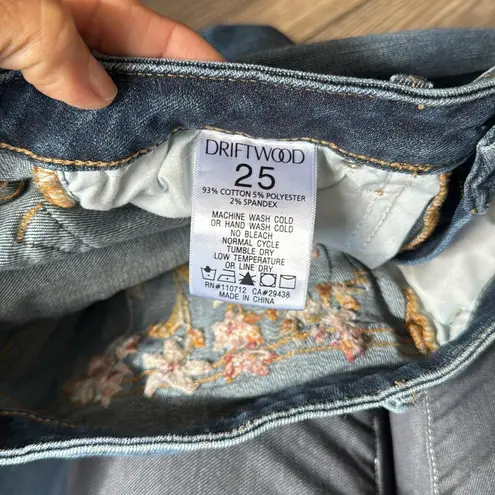 DRIFTWOOD
25
93% COTTON 5% POLYESTER
2% SPANDEX
MACHINE WASH COLD
OR HAND WASH COLD
NO BLEACH
NORMAL CYCLE
TUMBLE DRY
LOW TEMPERATURE
OR LINE DRY
RN#110712 CA#29438
MADE IN CHINA